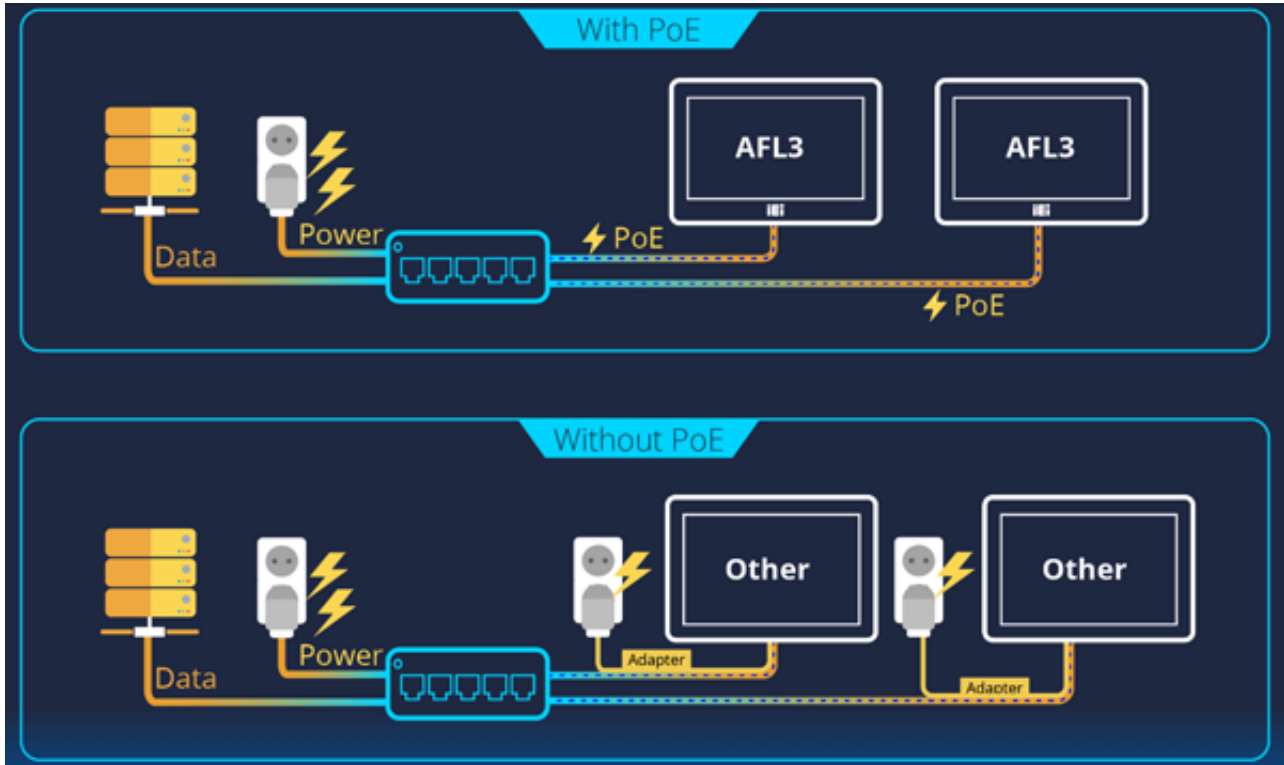 With PoE
AFL3
AFL3
Power
PoE
Data
PoE
Without PoE
Other
Other
Power
Adapter
Data
Adapter